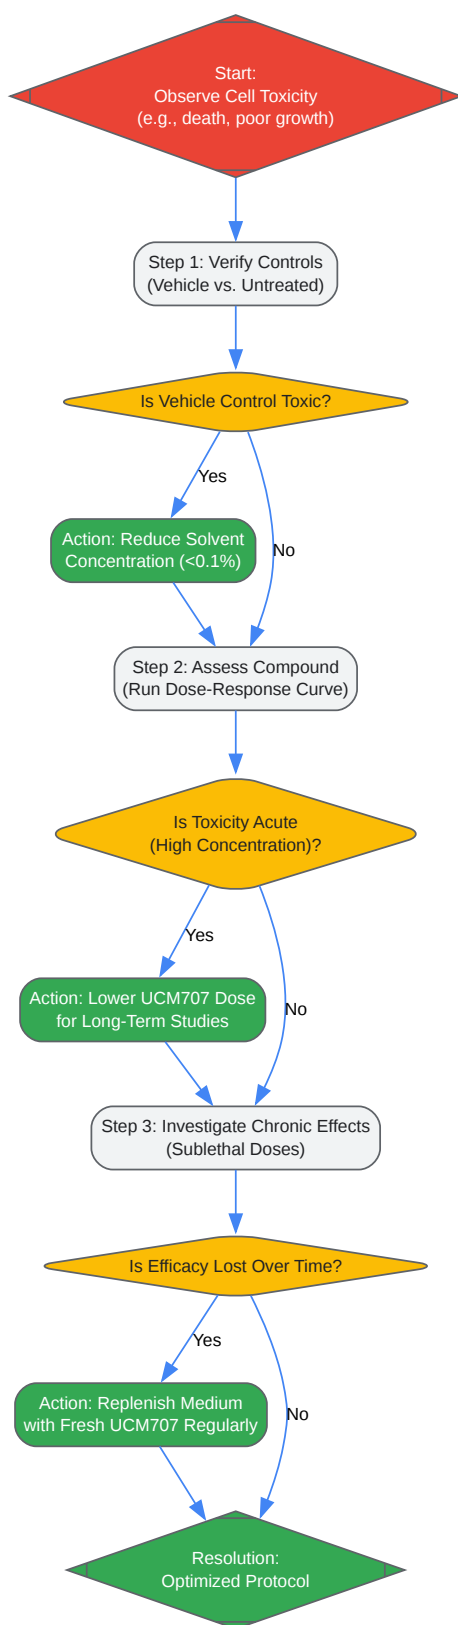 Start:
Observe Cell Toxicity
(e.g., death, poor growth)
Step 1: Verify Controls
(Vehicle vs. Untreated)
Is Vehicle Control Toxic?
Yes
Action: Reduce Solvent
Concentration (<0.1%)
No
Step 2: Assess Compound
(Run Dose-Response Curve)
Is Toxicity Acute
(High Concentration)?
Yes
Action: Lower UCM707 Dose
for Long-Term Studies
No
Step 3: Investigate Chronic Effects
(Sublethal Doses)
Is Efficacy Lost Over Time?
Yes
Action: Replenish Medium
with Fresh UCM707 Regularly
No
Resolution:
Optimized Protocol